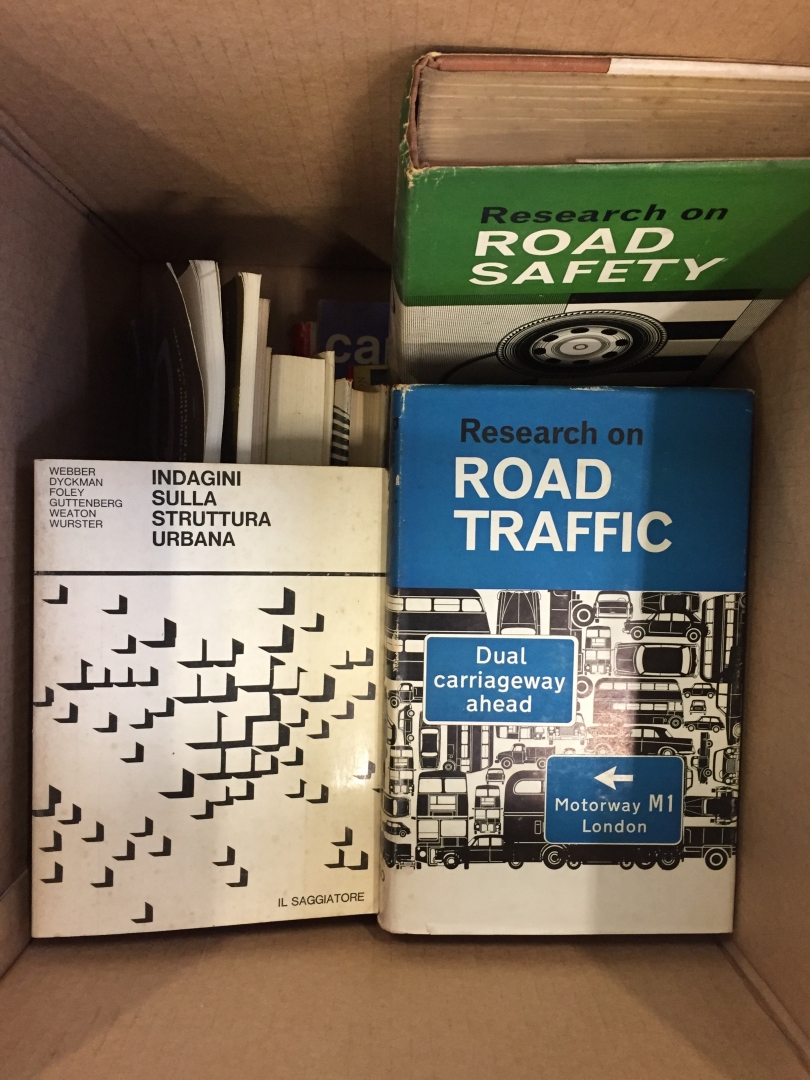 Research on
ROAD
SAFETY
ca
WEBBER
DYCKMAN
FOLEY
GUTTENBERG
WEATON
WURSTER
INDAGINI
SULLA
STRUTTURA
URBANA
IL SAGGIATORE
Research on
ROAD
TRAFFIC
Dual
carriageway
ahead
Motorway M1
London